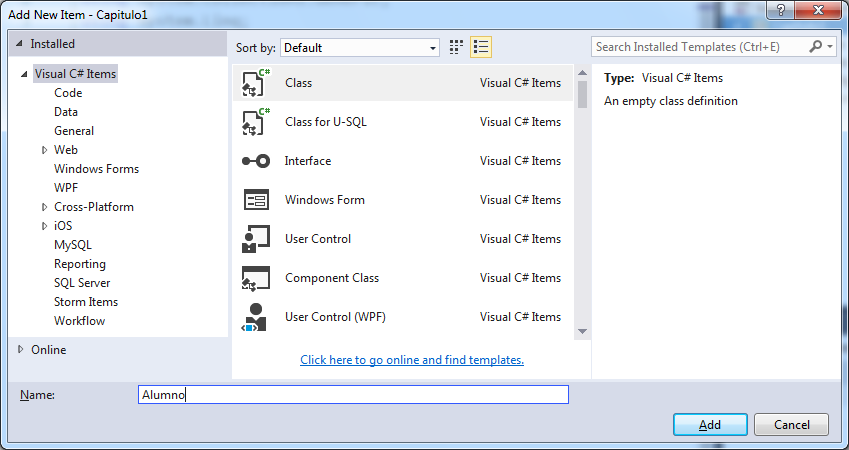 Add New Item - Capitulo1
Installed
Sort by: Default
Search Installed Templates (Ctrl+E)
Visual C# Items
Code
Data
General
Web
Windows Forms
WPF
Cross-Platform
iOS
MySQL
Reporting
SQL Server
Storm Items
Workflow
Online
C# Class Visual C# Items
C# Class for U-SQL Visual C# Items
Interface Visual C# Items
Windows Form Visual C# Items
User Control Visual C# Items
Component Class Visual C# Items
User Control (WPF) Visual C# Items
Click here to go online and find templates.
Type: Visual C# Items
An empty class definition
Name: Alumno
Add Cancel